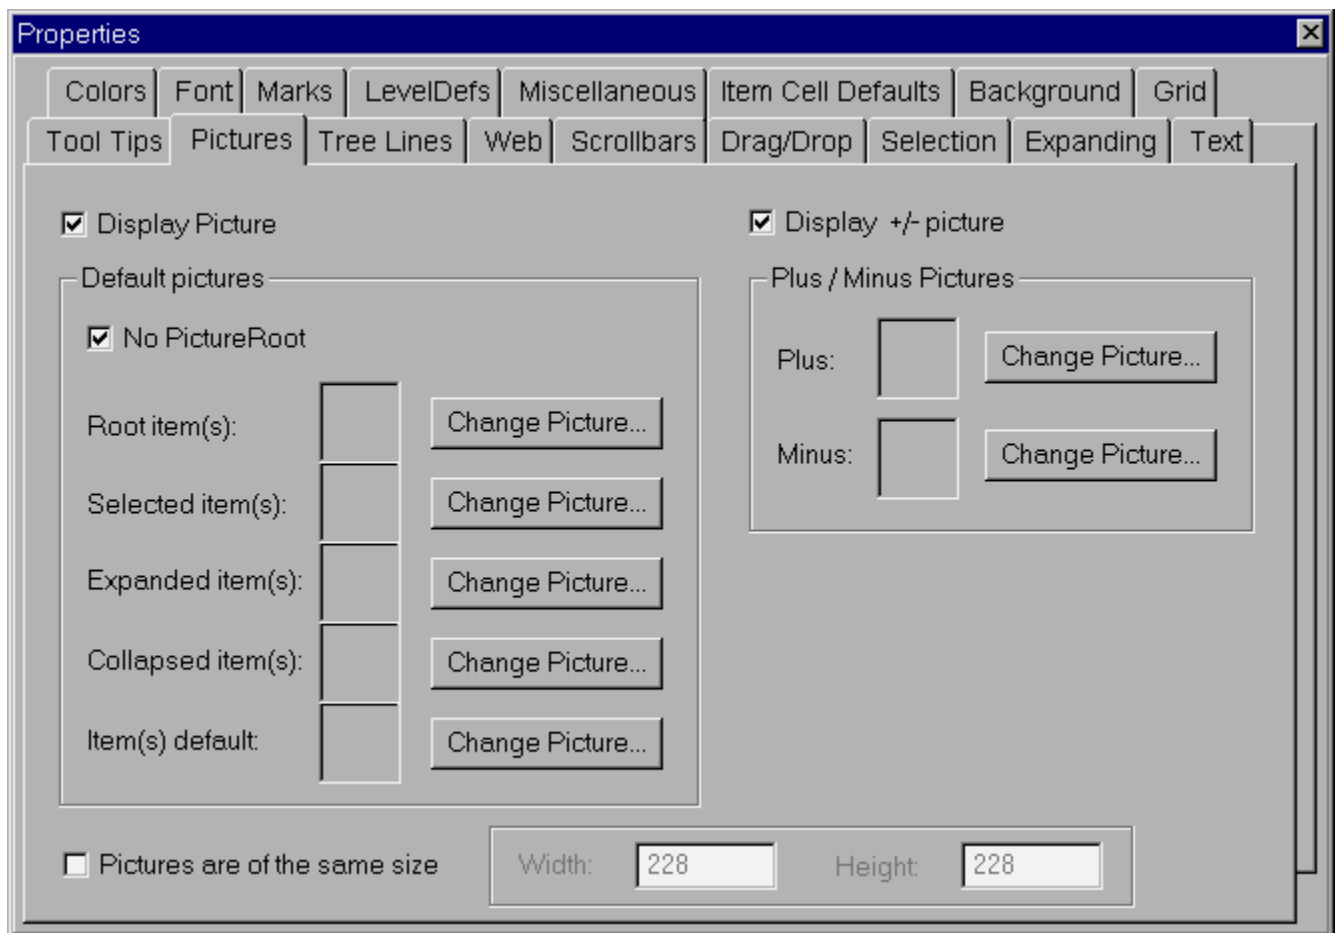 Properties
Colors Font Marks LevelDefs Miscellaneous Item Cell Defaults Background Grid
Tool Tips Pictures Tree Lines Web Scrollbars Drag/Drop Selection Expanding Text
Display Picture
Default pictures
No PictureRoot
Root item(s): Change Picture...
Selected item(s): Change Picture...
Expanded item(s): Change Picture...
Collapsed item(s): Change Picture...
Item(s) default: Change Picture...
Display +/- picture
Plus / Minus Pictures
Plus: Change Picture...
Minus: Change Picture...
Pictures are of the same size Width: 228 Height: 228